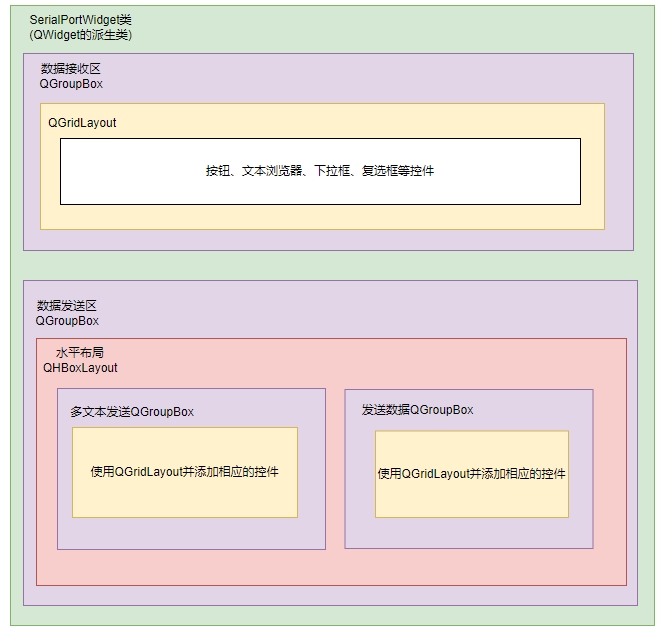 SerialPortWidget类
(QWidget的派生类)
数据接收区
QGroupBox
QGridLayout
按钮、文本浏览器、下拉框、复选框等控件
数据发送区
QGroupBox
水平布局
QHBoxLayout
多文本发送QGroupBox
使用QGridLayout并添加相应的控件
发送数据QGroupBox
使用QGridLayout并添加相应的控件